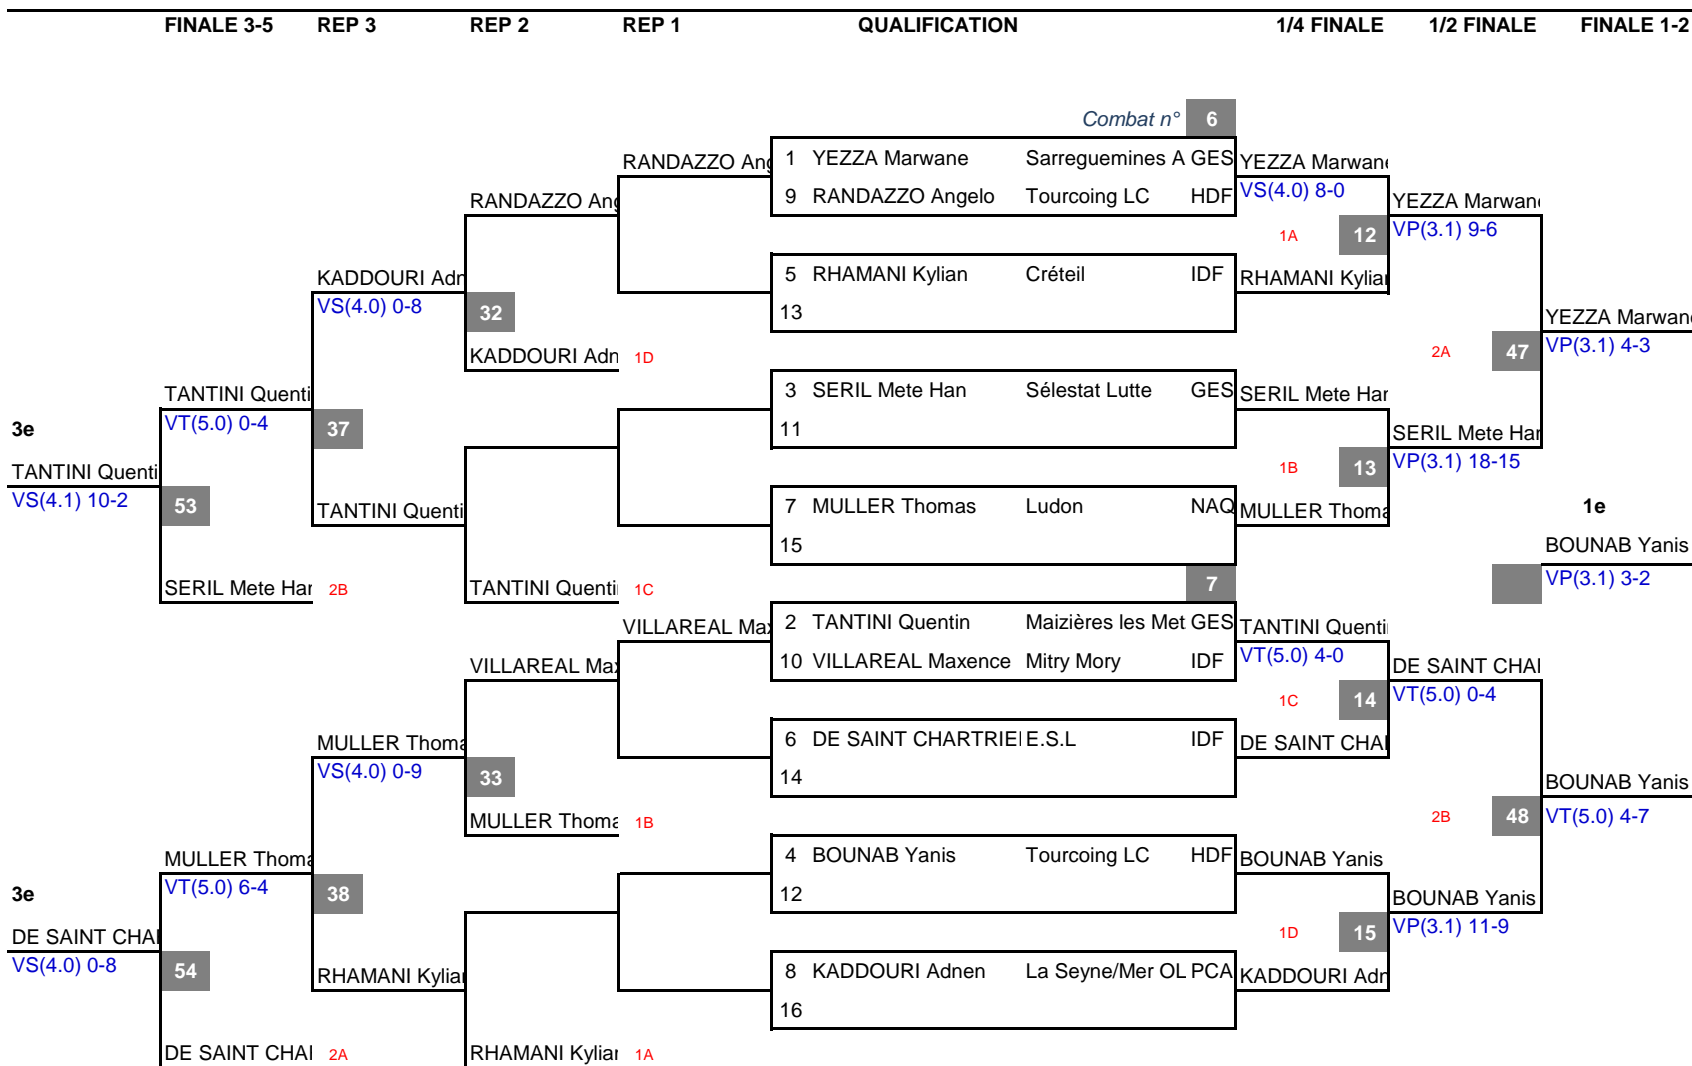 FINALE 3-5 REP 3 REP 2 REP 1 QUALIFICATION 1/4 FINALE 1/2 FINALE FINALE 1-2
Combat n° 6
RANDAZZO Ang 1 YEZZA Marwane Sarreguemines A GES YEZZA Marwane
RANDAZZO Ang 9 RANDAZZO Angelo Tourcoing LC HDF VS(4.0) 8-0 YEZZA Marwane
1A 12 VP(3.1) 9-6
KADDOURI Adn 5 RHAMANI Kylian Créteil IDF RHAMANI Kylian
VS(4.0) 0-8 32 13 YEZZA Marwane
KADDOURI Adn 1D 2A 47 VP(3.1) 4-3
TANTINI Quenti 3 SERIL Mete Han Sélestat Lutte GES SERIL Mete Han
3e VT(5.0) 0-4 37 11 SERIL Mete Han
TANTINI Quenti 1B 13 VP(3.1) 18-15
VS(4.1) 10-2 53 TANTINI Quenti 7 MULLER Thomas Ludon NAQ MULLER Thoma 1e
15 BOUNAB Yanis
SERIL Mete Har 2B TANTINI Quentin 1C 7 VP(3.1) 3-2
VILLAREAL Max 2 TANTINI Quentin Maizières les Met GES TANTINI Quentin
VILLAREAL Max 10 VILLAREAL Maxence Mitry Mory IDF VT(5.0) 4-0 DE SAINT CHAI
1C 14 VT(5.0) 0-4
MULLER Thoma 6 DE SAINT CHARTRIEI E.S.L IDF DE SAINT CHAI
VS(4.0) 0-9 33 14 BOUNAB Yanis
MULLER Thoma 1B 2B 48 VT(5.0) 4-7
MULLER Thoma 4 BOUNAB Yanis Tourcoing LC HDF BOUNAB Yanis
3e VT(5.0) 6-4 38 12 BOUNAB Yanis
DE SAINT CHAI 1D 15 VP(3.1) 11-9
VS(4.0) 0-8 54 RHAMANI Kylian 8 KADDOURI Adnen La Seyne/Mer OL PCA KADDOURI Adn
16
DE SAINT CHAI 2A RHAMANI Kylian 1A